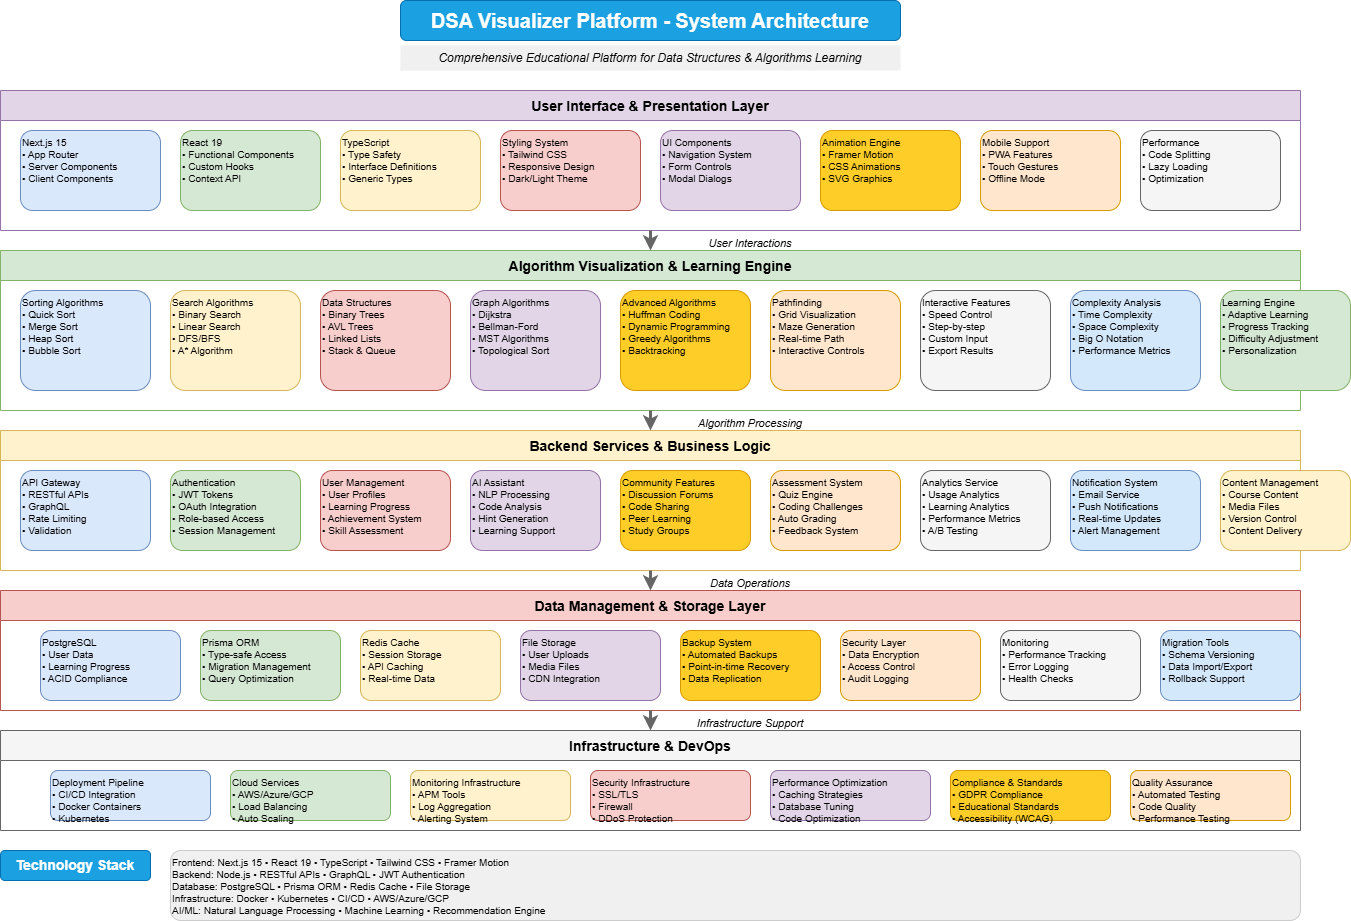 DSA Visualizer Platform - System Architecture
Comprehensive Educational Platform for Data Structures & Algorithms Learning
User Interface & Presentation Layer
Next.js 15
• App Router
• Server Components
• Client Components
React 19
• Functional Components
• Custom Hooks
• Context API
TypeScript
• Type Safety
• Interface Definitions
• Generic Types
Styling System
• Tailwind CSS
• Responsive Design
• Dark/Light Theme
UI Components
• Navigation System
• Form Controls
• Modal Dialogs
Animation Engine
• Framer Motion
• CSS Animations
• SVG Graphics
Mobile Support
• PWA Features
• Touch Gestures
• Offline Mode
Performance
• Code Splitting
• Lazy Loading
• Optimization
User Interactions
Algorithm Visualization & Learning Engine
Sorting Algorithms
• Quick Sort
• Merge Sort
• Heap Sort
• Bubble Sort
Search Algorithms
• Binary Search
• Linear Search
• DFS/BFS
• A* Algorithm
Data Structures
• Binary Trees
• AVL Trees
• Linked Lists
• Stack & Queue
Graph Algorithms
• Dijkstra
• Bellman-Ford
• MST Algorithms
• Topological Sort
Advanced Algorithms
• Huffman Coding
• Dynamic Programming
• Greedy Algorithms
• Backtracking
Pathfinding
• Grid Visualization
• Maze Generation
• Real-time Path
• Interactive Controls
Interactive Features
• Speed Control
• Step-by-step
• Custom Input
• Export Results
Complexity Analysis
• Time Complexity
• Space Complexity
• Big O Notation
• Performance Metrics
Learning Engine
• Adaptive Learning
• Progress Tracking
• Difficulty Adjustment
• Personalization
Algorithm Processing
Backend Services & Business Logic
API Gateway
• RESTful APIs
• GraphQL
• Rate Limiting
• Validation
Authentication
• JWT Tokens
• OAuth Integration
• Role-based Access
• Session Management
User Management
• User Profiles
• Learning Progress
• Achievement System
• Skill Assessment
AI Assistant
• NLP Processing
• Code Analysis
• Hint Generation
• Learning Support
Community Features
• Discussion Forums
• Code Sharing
• Peer Learning
• Study Groups
Assessment System
• Quiz Engine
• Coding Challenges
• Auto Grading
• Feedback System
Analytics Service
• Usage Analytics
• Learning Analytics
• Performance Metrics
• A/B Testing
Notification System
• Email Service
• Push Notifications
• Real-time Updates
• Alert Management
Content Management
• Course Content
• Media Files
• Version Control
• Content Delivery
Data Operations
Data Management & Storage Layer
PostgreSQL
• User Data
• Learning Progress
• ACID Compliance
Prisma ORM
• Type-safe Access
• Migration Management
• Query Optimization
Redis Cache
• Session Storage
• API Caching
• Real-time Data
File Storage
• User Uploads
• Media Files
• CDN Integration
Backup System
• Automated Backups
• Point-in-time Recovery
• Data Replication
Security Layer
• Data Encryption
• Access Control
• Audit Logging
Monitoring
• Performance Tracking
• Error Logging
• Health Checks
Migration Tools
• Schema Versioning
• Data Import/Export
• Rollback Support
Infrastructure Support
Infrastructure & DevOps
Deployment Pipeline
• CI/CD Integration
• Docker Containers
• Kubernetes
Cloud Services
• AWS/Azure/GCP
• Load Balancing
• Auto Scaling
Monitoring Infrastructure
• APM Tools
• Log Aggregation
• Alerting System
Security Infrastructure
• SSL/TLS
• Firewall
• DDoS Protection
Performance Optimization
• Caching Strategies
• Database Tuning
• Code Optimization
Compliance & Standards
• GDPR Compliance
• Educational Standards
• Accessibility (WCAG)
Quality Assurance
• Automated Testing
• Code Quality
• Performance Testing
Technology Stack
Frontend: Next.js 15 • React 19 • TypeScript • Tailwind CSS • Framer Motion
Backend: Node.js • RESTful APIs • GraphQL • JWT Authentication
Database: PostgreSQL • Prisma ORM • Redis Cache • File Storage
Infrastructure: Docker • Kubernetes • CI/CD • AWS/Azure/GCP
AI/ML: Natural Language Processing • Machine Learning • Recommendation Engine